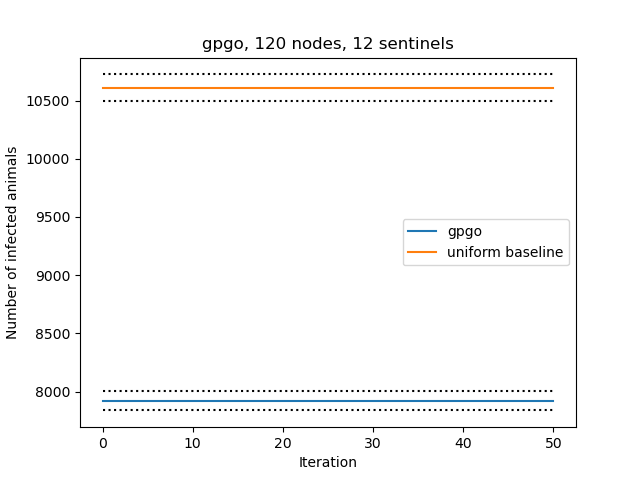 gpgo, 120 nodes, 12 sentinels
Number of infected animals
10500
10000
9500
9000
8500
8000
gpgo
uniform baseline
0 10 20 30 40 50
Iteration